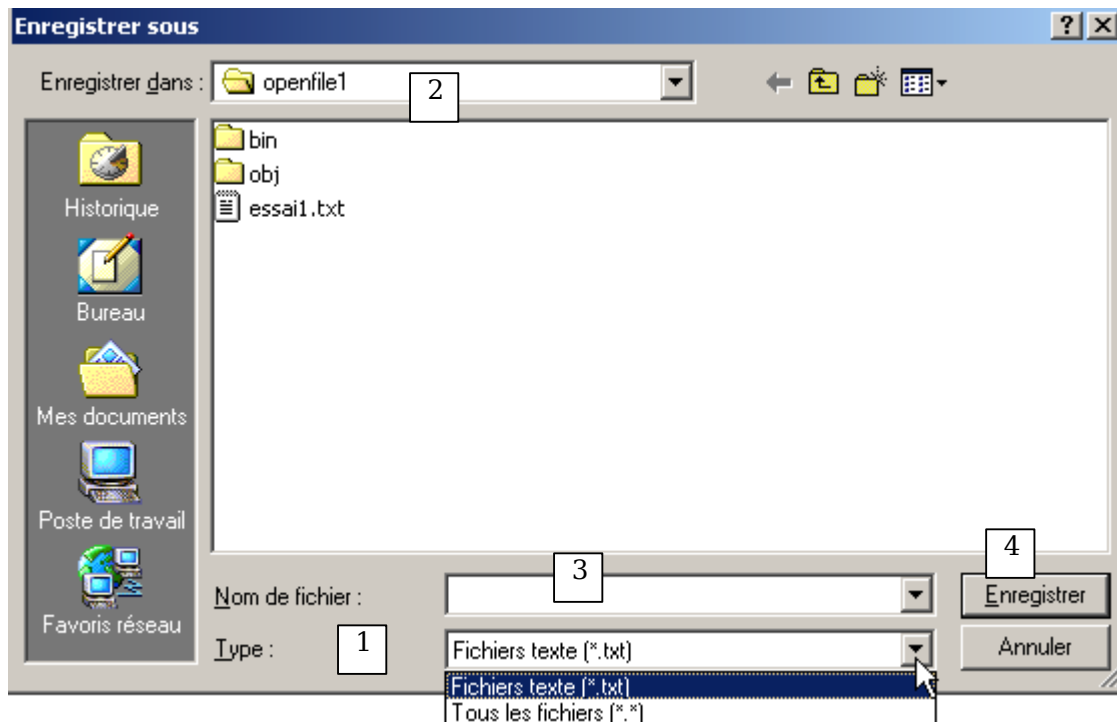 Enregistrer sous
Enregistrer dans :
openfile1
2
bin
obj
essai1.txt
Historique
Bureau
Mes documents
Poste de travail
Favoris réseau
3
4
Nom de fichier :
Enregistrer
1
Type :
Fichiers texte (*.txt)
Annuler
Fichiers texte (*.txt)
Tous les fichiers (*.*)